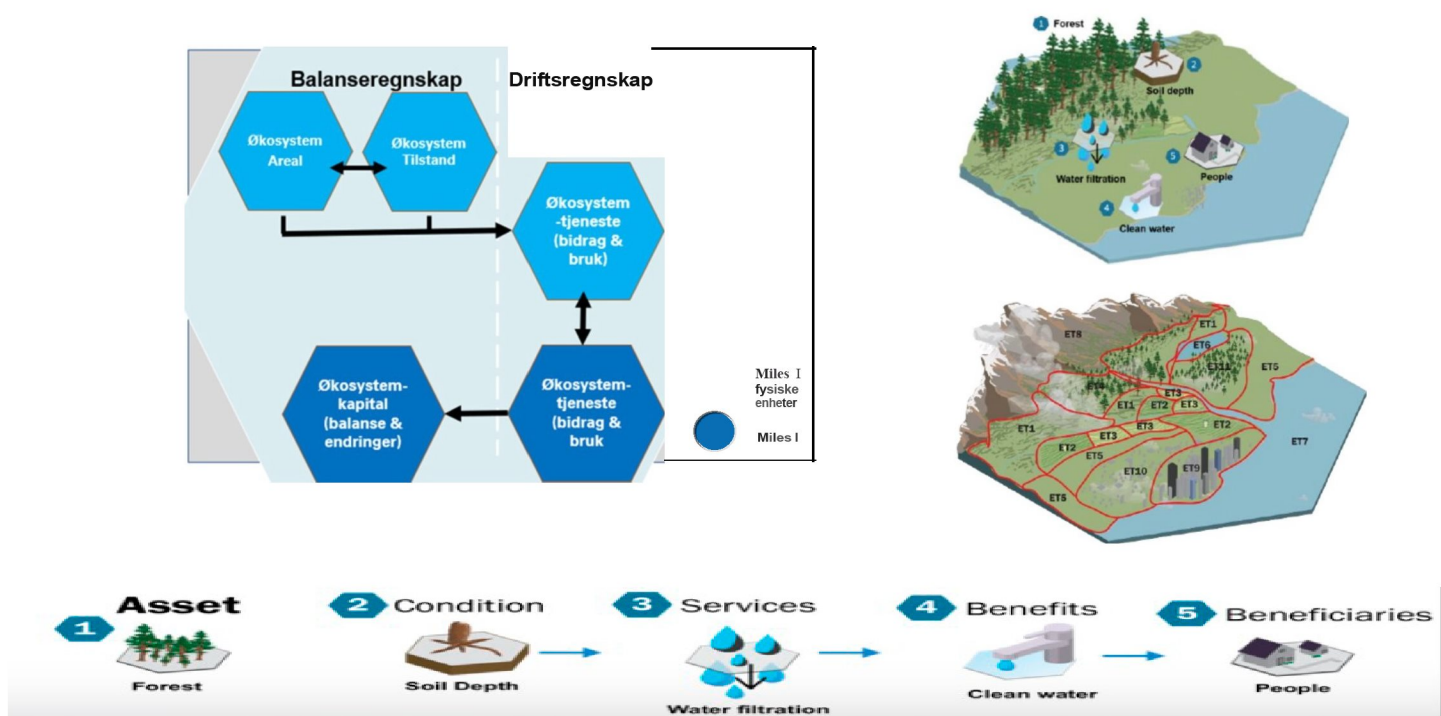 Balanseregnskap
Driftsregnskap
Økosystem
Areal
Økosystem
Tilstand
Økosystem
-tjeneste
(bidrag &
bruk)
Økosystem-
kapital
(balanse &
endringer)
Økosystem-
tjeneste
(bidrag &
bruk
Miles I
fysiske
enheter
Miles I
1 Forest
2
Soil depth
3
Water filtration
5
People
4
Clean water
ET8
ET1
ET6
ET11
ET5
ET3
ET1
ET2
ET3
ET1
ET3
ET3
ET2
ET2
ET5
ET7
ET10
ET9
ET5
1 Asset
Forest
2 Condition
Soil Depth
3 Services
Water filtration
4 Benefits
Clean water
5 Beneficiaries
People